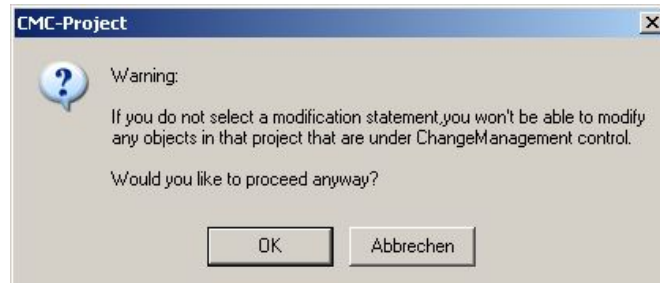 CMC-Project
Warning:
If you do not select a modification statement,you won't be able to modify
any objects in that project that are under ChangeManagement control.
Would you like to proceed anyway?
OK
Abbrechen